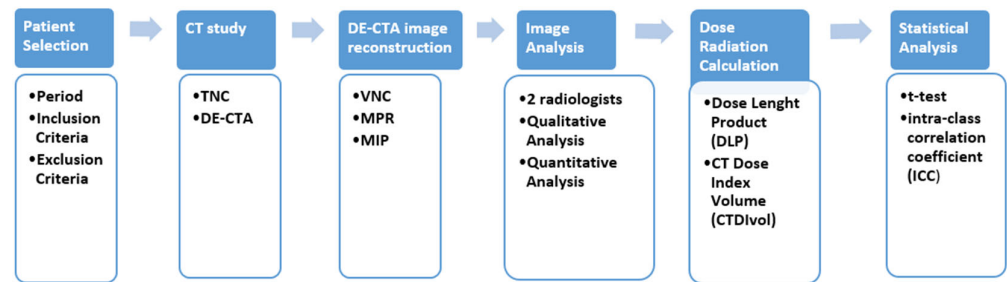 Patient
Selection
•Period
•Inclusion
Criteria
•Exclusion
Criteria
CT study
•TNC
•DE-CTA
DE-CTA image
reconstruction
•VNC
•MPR
•MIP
Image
Analysis
•2 radiologists
•Qualitative
Analysis
•Quantitative
Analysis
Dose
Radiation
Calculation
•Dose Lenght
Product
(DLP)
•CT Dose
Index
Volume
(CTDIvol)
Statistical
Analysis
•t-test
•intra-class
correlation
coefficient
(ICC)